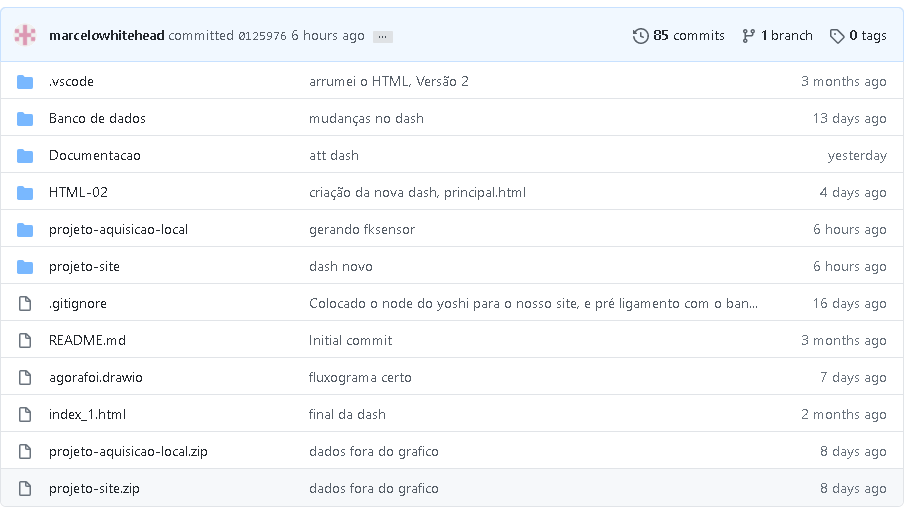 marcelowhitehead committed 0125976 6 hours ago ... 85 commits 1 branch 0 tags
.vscode arrumei o HTML, Versão 2 3 months ago
Banco de dados mudanças no dash 13 days ago
Documentacao att dash yesterday
HTML-02 criação da nova dash, principal.html 4 days ago
projeto-aquisicao-local gerando fksensor 6 hours ago
projeto-site dash novo 6 hours ago
.gitignore Colocado o node do yoshi para o nosso site, e pré ligamento com o ban... 16 days ago
README.md Initial commit 3 months ago
agorafoi.drawio fluxograma certo 7 days ago
index_1.html final da dash 2 months ago
projeto-aquisicao-local.zip dados fora do grafico 8 days ago
projeto-site.zip dados fora do grafico 8 days ago